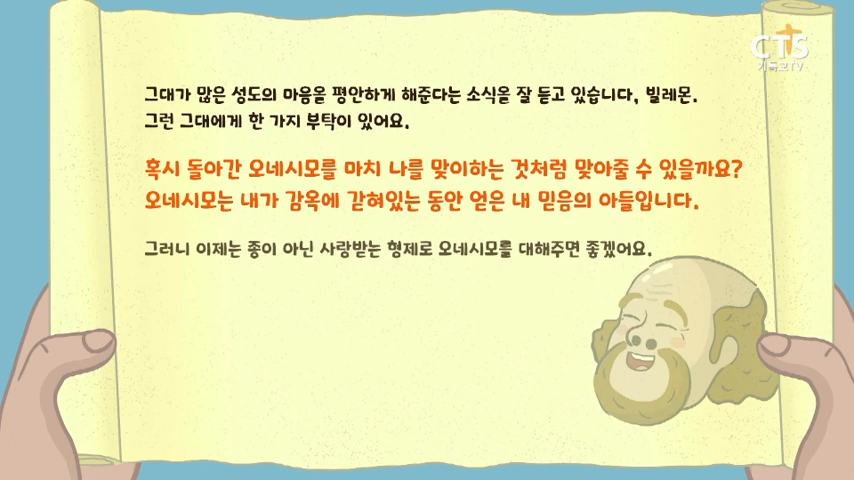 CTS
기독교TV
그대가 많은 성도의 마음을 평안하게 해준다는 소식을 잘 듣고 있습니다, 빌레몬.
그런 그대에게 한 가지 부탁이 있어요.
혹시 돌아간 오네시모를 마치 나를 맞이하는 것처럼 맞아줄 수 있을까요?
오네시모는 내가 감옥에 갇혀있는 동안 얻은 내 믿음의 아들입니다.
그러니 이제는 종이 아닌 사랑받는 형제로 오네시모를 대해주면 좋겠어요.